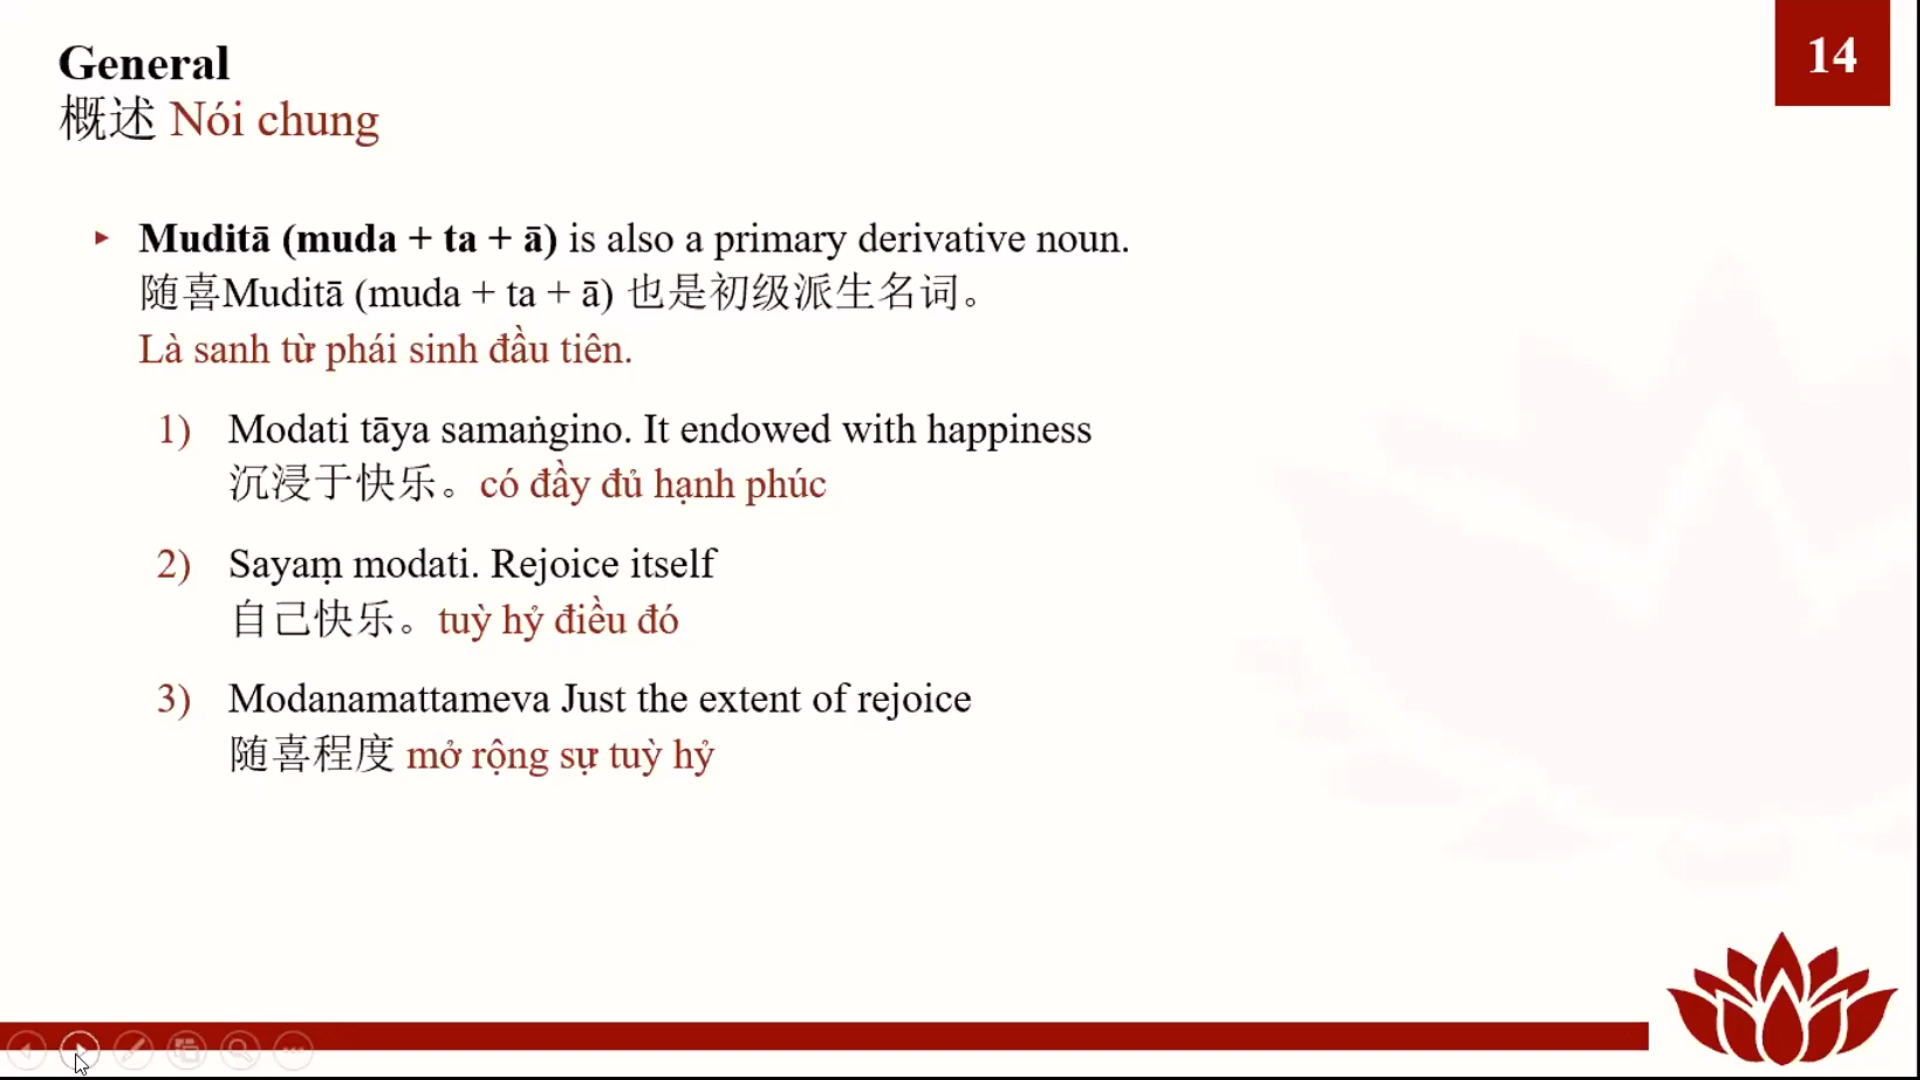 General
14
概述 Nói chung
Muditā (muda + ta + ā) is also a primary derivative noun.
随喜Muditā (muda + ta + ā) 也是初级派生名词。
Là sanh từ phái sinh đầu tiên.
1) Modati tāya samaṅgino. It endowed with happiness
沉浸于快乐。có đầy đủ hạnh phúc
2) Sayaṃ modati. Rejoice itself
自己快乐。tuỳ hỷ điều đó
3) Modanamattameva Just the extent of rejoice
随喜程度 mở rộng sự tuỳ hỷ